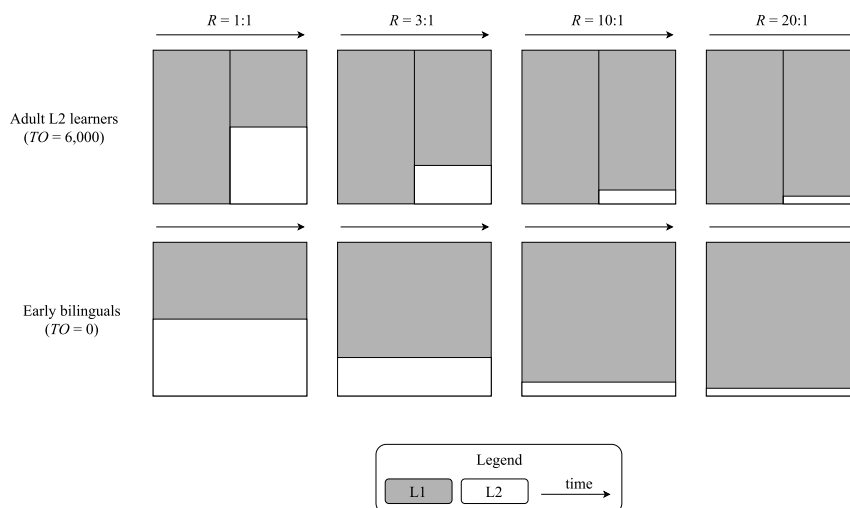 R = 1:1
R = 3:1
R = 10:1
R = 20:1
Adult L2 learners
(TO = 6,000)
Early bilinguals
(TO = 0)
Legend
L1
L2
time